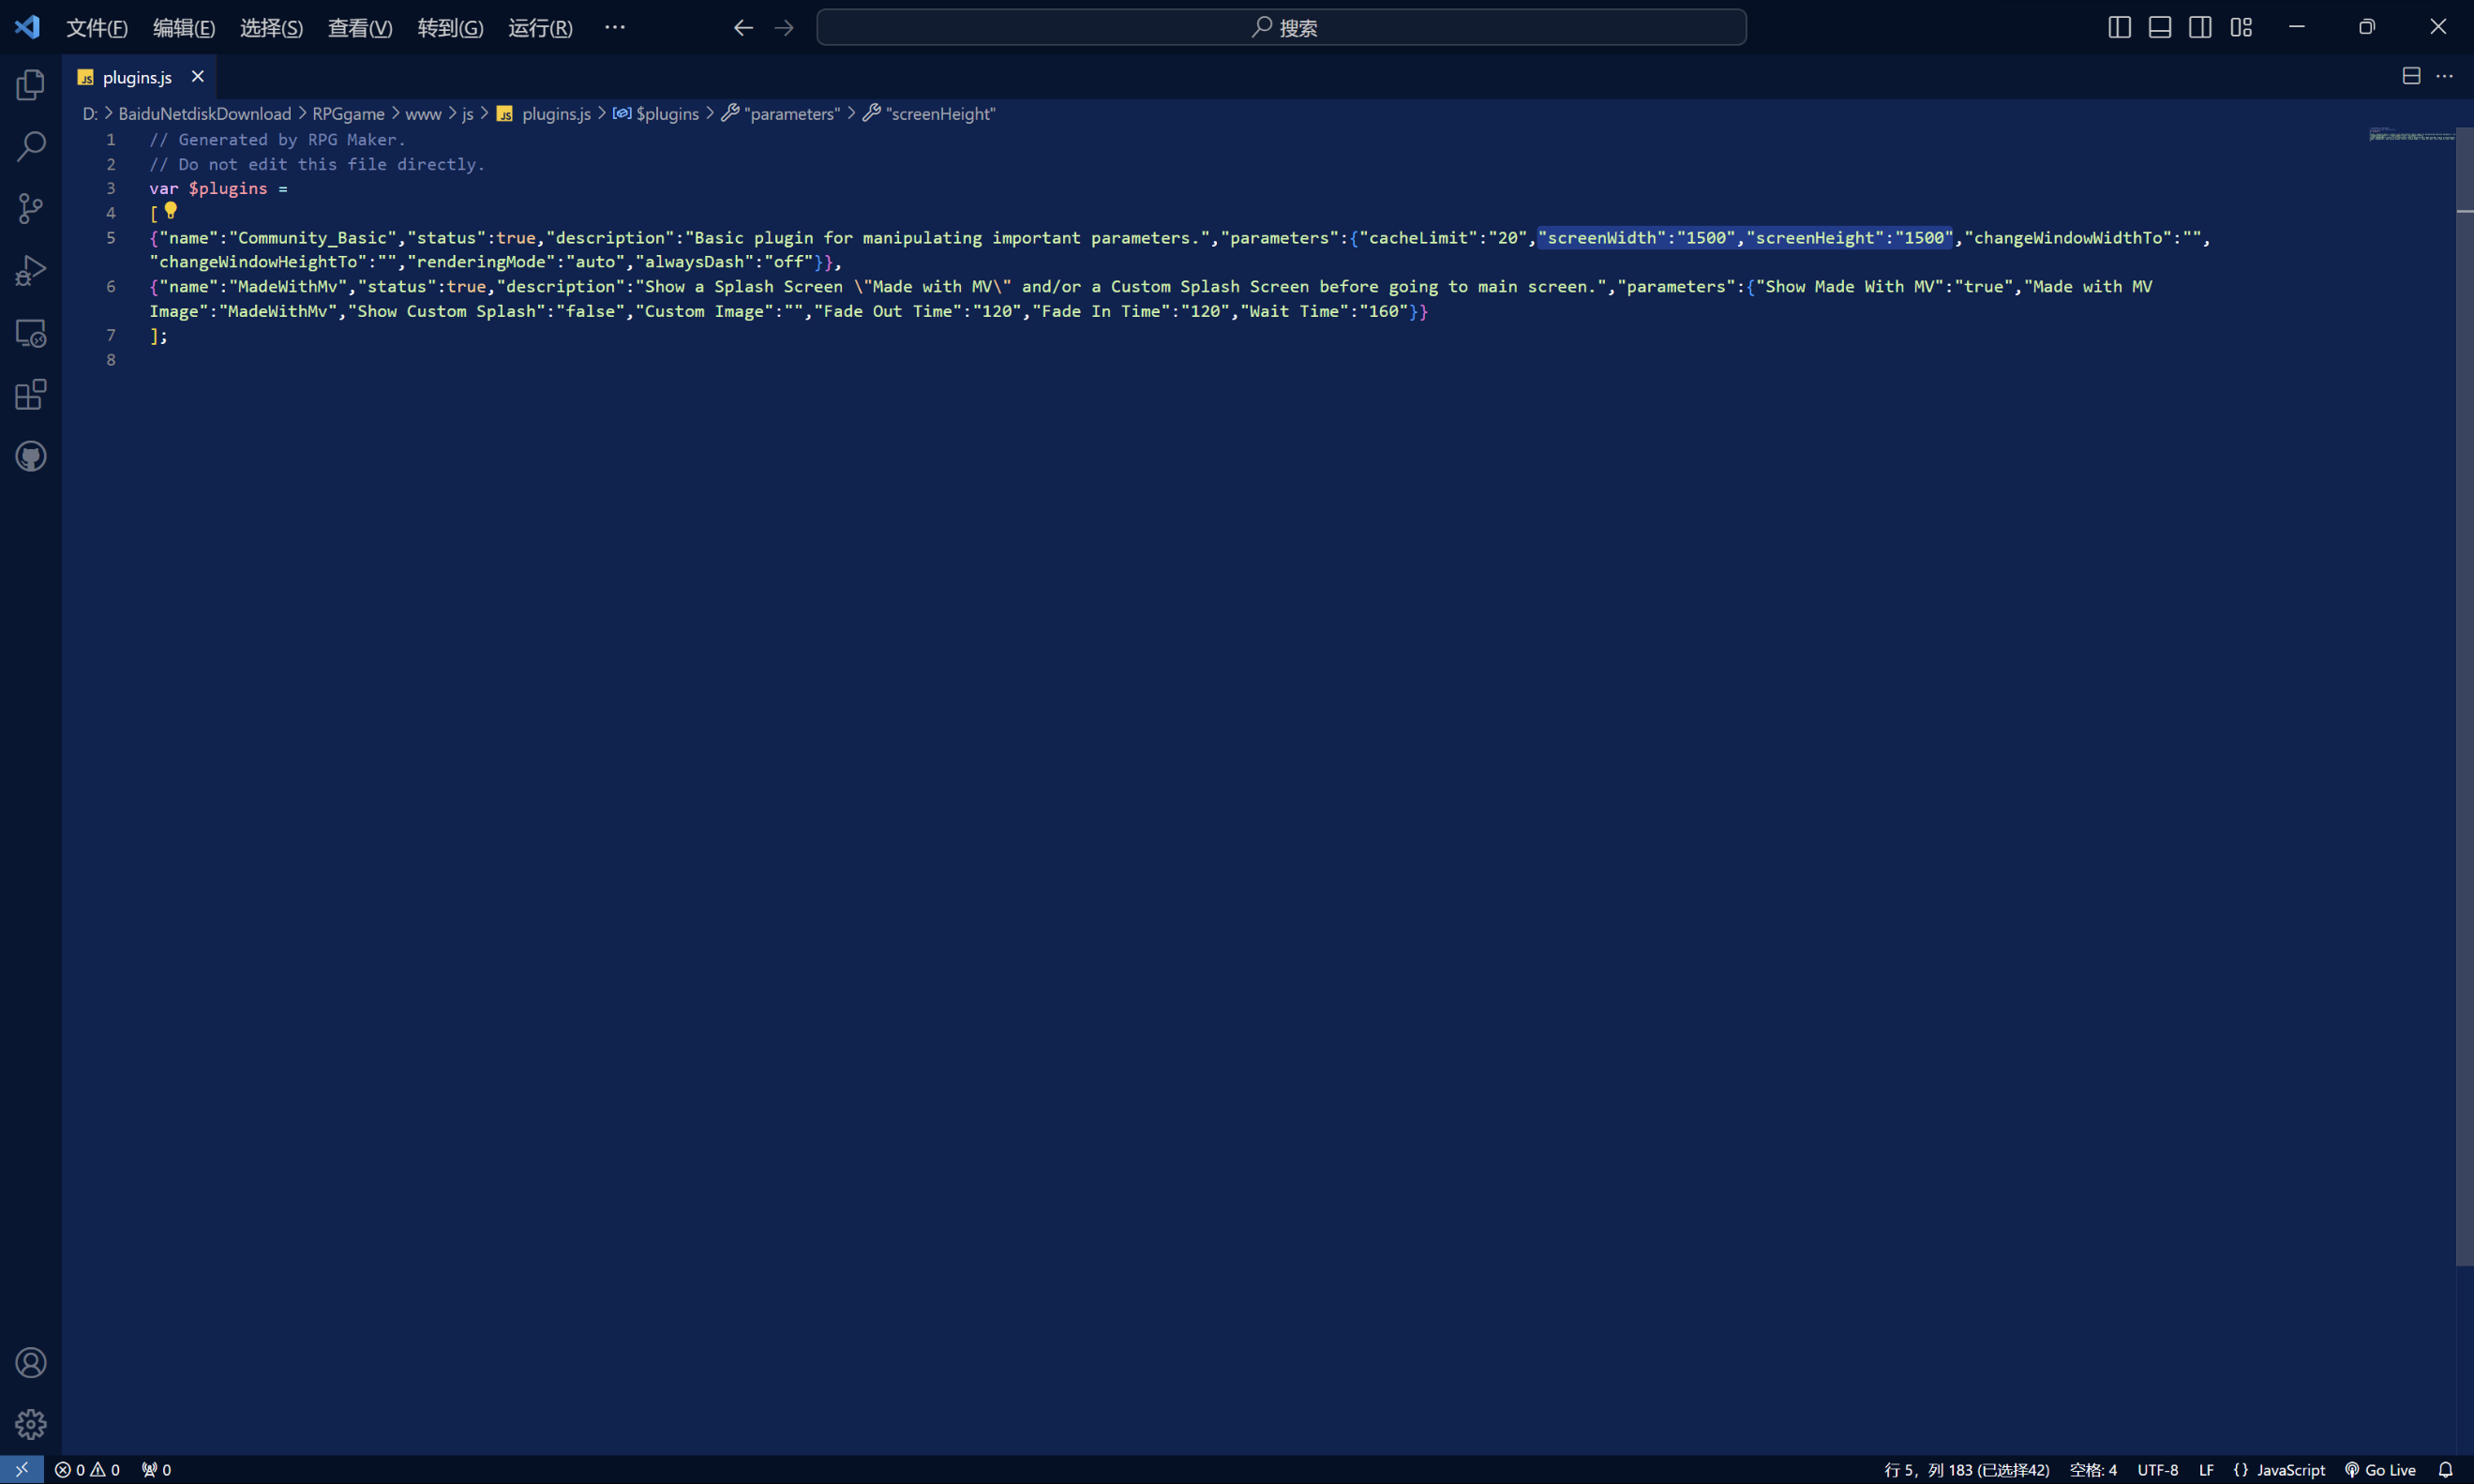 文件(F) 编辑(E) 选择(S) 查看(V) 转到(G) 运行(R) ··· 搜索
plugins.js
D: > BaiduNetdiskDownload > RPGgame > www > js > plugins.js > $plugins > "parameters" > "screenHeight"
1 // Generated by RPG Maker.
2 // Do not edit this file directly.
3 var $plugins =
4 [
5 {"name":"Community_Basic","status":true,"description":"Basic plugin for manipulating important parameters.","parameters":{"cacheLimit":"20","screenWidth":"1500","screenHeight":"1500","changeWindowWidthTo":"",
"changeWindowHeightTo":"","renderingMode":"auto","alwaysDash":"off"}},
6 {"name":"MadeWithMv","status":true,"description":"Show a Splash Screen \"Made with MV\" and/or a Custom Splash Screen before going to main screen.","parameters":{"Show Made With MV":"true","Made with MV
Image":"MadeWithMv","Show Custom Splash":"false","Custom Image":"","Fade Out Time":"120","Fade In Time":"120","Wait Time":"160"}}
7 ];
8
0 0 0 行 5，列 183 (已选择42) 空格: 4 UTF-8 LF {} JavaScript Go Live